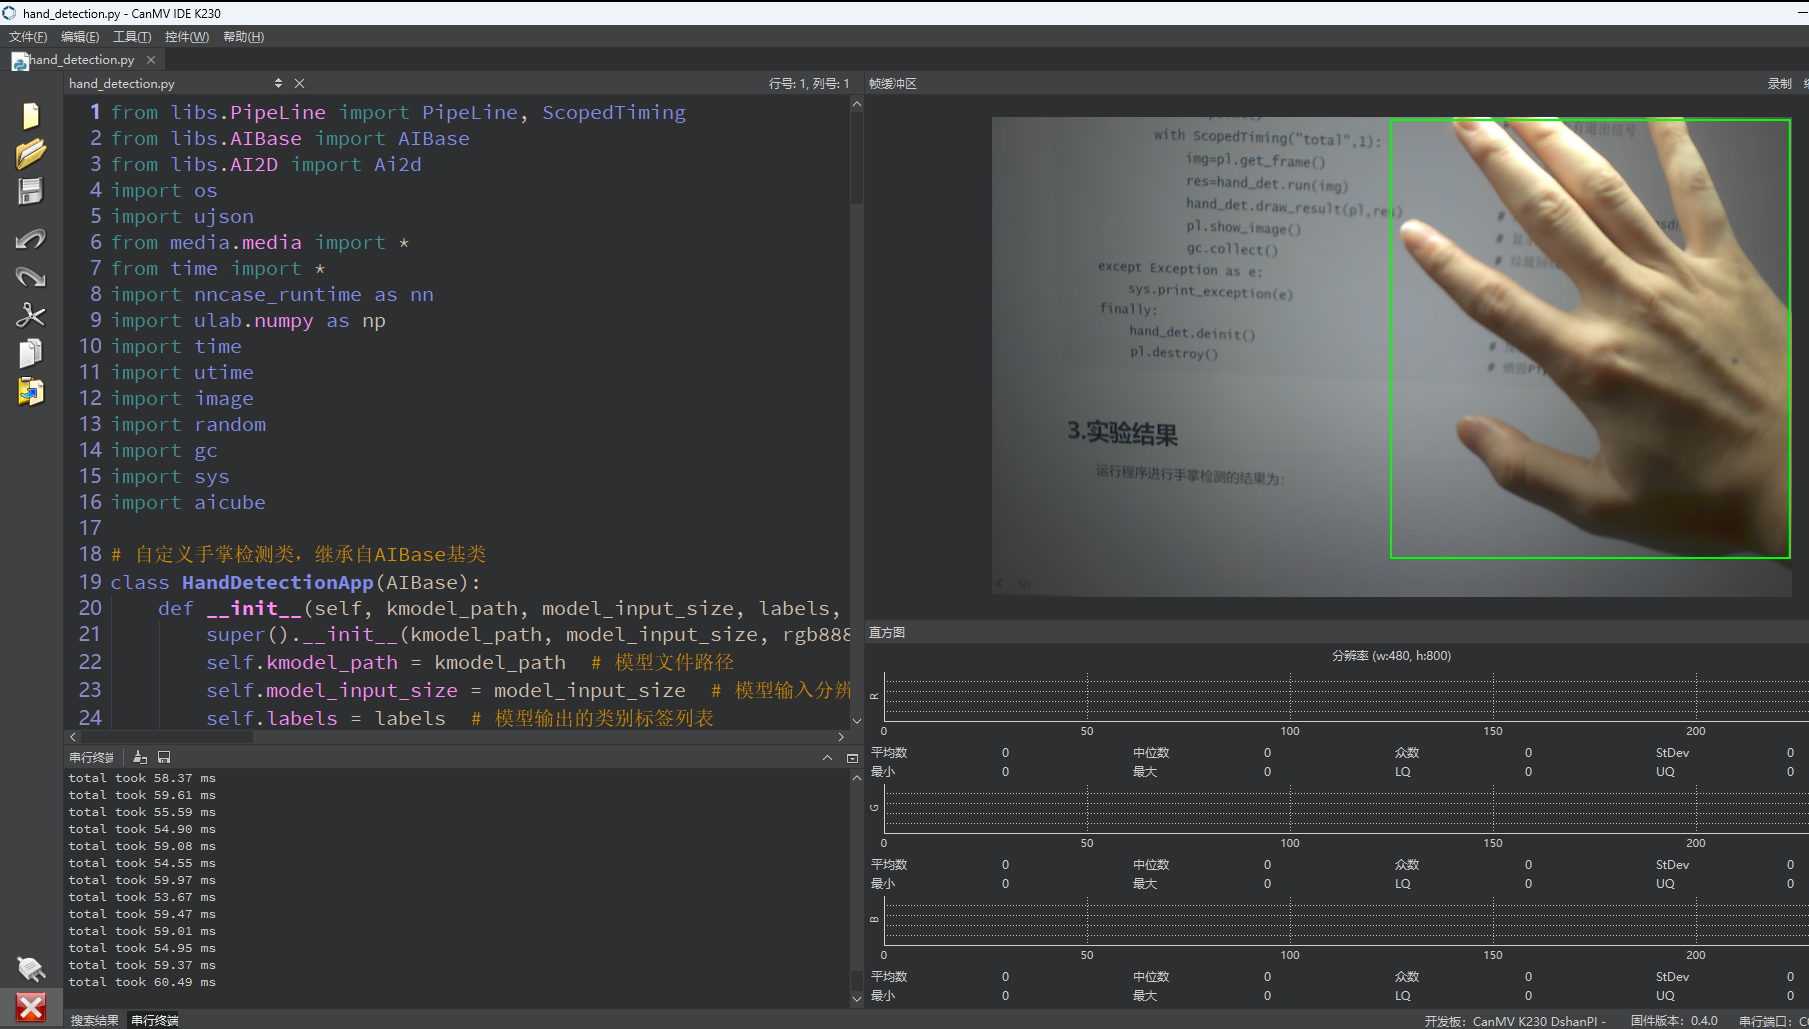 hand_detection.py - CanMV IDE K230
文件(F) 编辑(E) 工具(T) 控件(W) 帮助(H)
hand_detection.py
hand_detection.py 行号: 1, 列号: 1
1 from libs.PipeLine import PipeLine, ScopedTiming
2 from libs.AIBase import AIBase
3 from libs.AI2D import Ai2d
4 import os
5 import ujson
6 from media.media import *
7 from time import *
8 import nncase_runtime as nn
9 import ulab.numpy as np
10 import time
11 import utime
12 import image
13 import random
14 import gc
15 import sys
16 import aicube
17
18 # 自定义手掌检测类，继承自AIBase基类
19 class HandDetectionApp(AIBase):
20 def __init__(self, kmodel_path, model_input_size, labels,
21 super().__init__(kmodel_path, model_input_size, rgb888
22 self.kmodel_path = kmodel_path # 模型文件路径
23 self.model_input_size = model_input_size # 模型输入分辨
24 self.labels = labels # 模型输出的类别标签列表
串行终端
total took 58.37 ms
total took 59.61 ms
total took 55.59 ms
total took 54.90 ms
total took 59.08 ms
total took 54.55 ms
total took 59.97 ms
total took 53.67 ms
total took 59.47 ms
total took 59.01 ms
total took 54.95 ms
total took 59.37 ms
total took 60.49 ms
搜索结果 串行终端
帧缓冲区 录制
with ScopedTiming("total",1):
img=pl.get_frame()
res=hand_det.run(img)
hand_det.draw_result(pl,res)
pl.show_image()
gc.collect()
except Exception as e:
sys.print_exception(e)
finally:
hand_det.deinit()
pl.destroy()
3.实验结果
运行程序进行手掌检测的结果为:
直方图
分辨率 (w:480, h:800)
R
0 50 100 150 200
平均数 0 中位数 0 众数 0 StDev 0
最小 0 最大 0 LQ 0 UQ 0
G
0 50 100 150 200
平均数 0 中位数 0 众数 0 StDev 0
最小 0 最大 0 LQ 0 UQ 0
B
0 50 100 150 200
平均数 0 中位数 0 众数 0 StDev 0
最小 0 最大 0 LQ 0 UQ 0
开发板: CanMV K230 DshanPI - 固件版本: 0.4.0 串行端口: